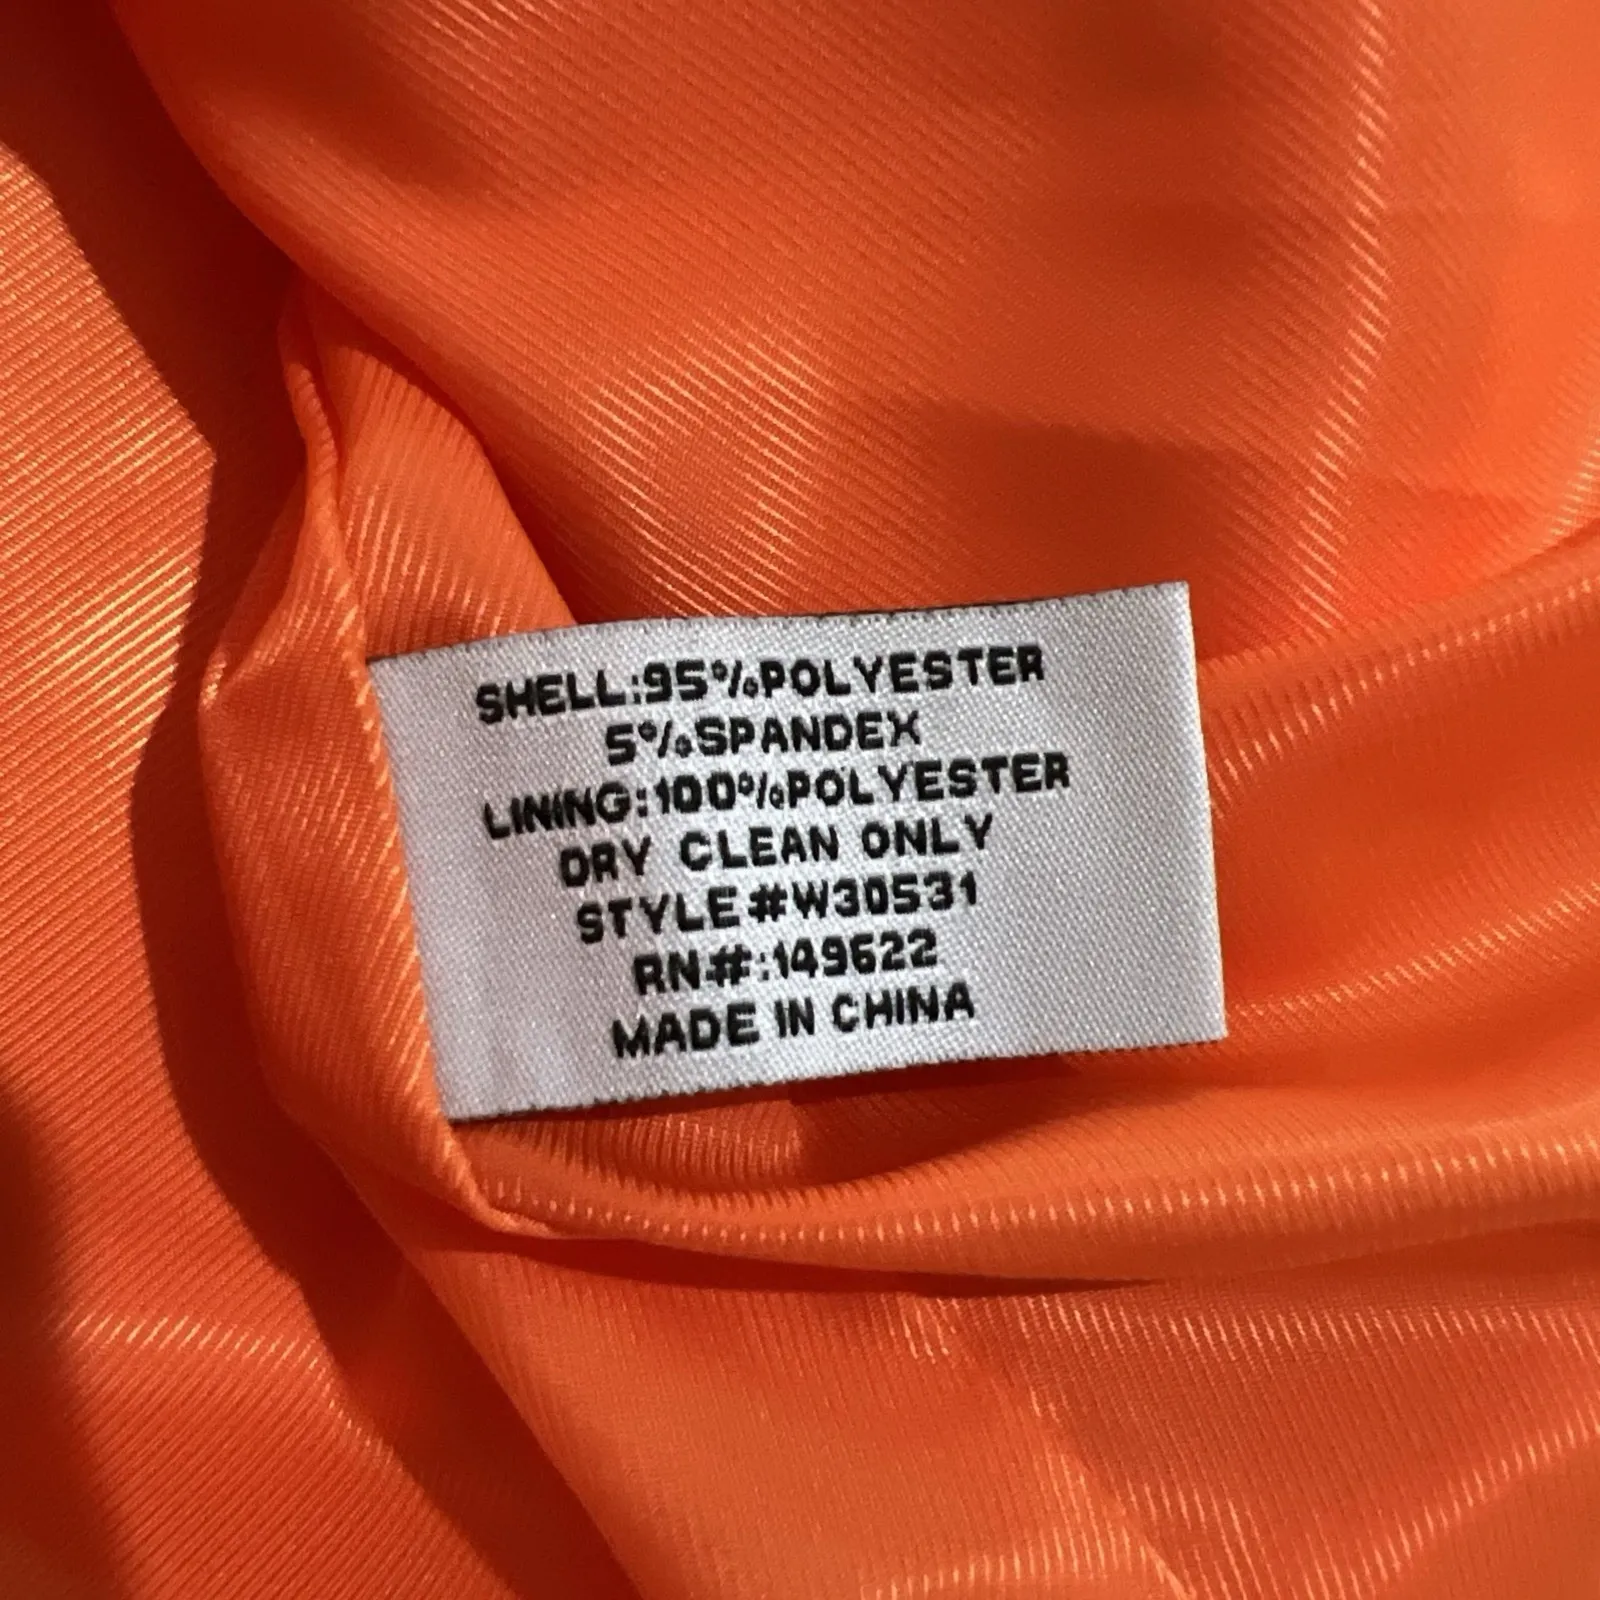 SHELL:95%POLYESTER
5%SPANDEX
LINING:100%POLYESTER
DRY CLEAN ONLY
STYLE#W30531
RN#:149622
MADE IN CHINA